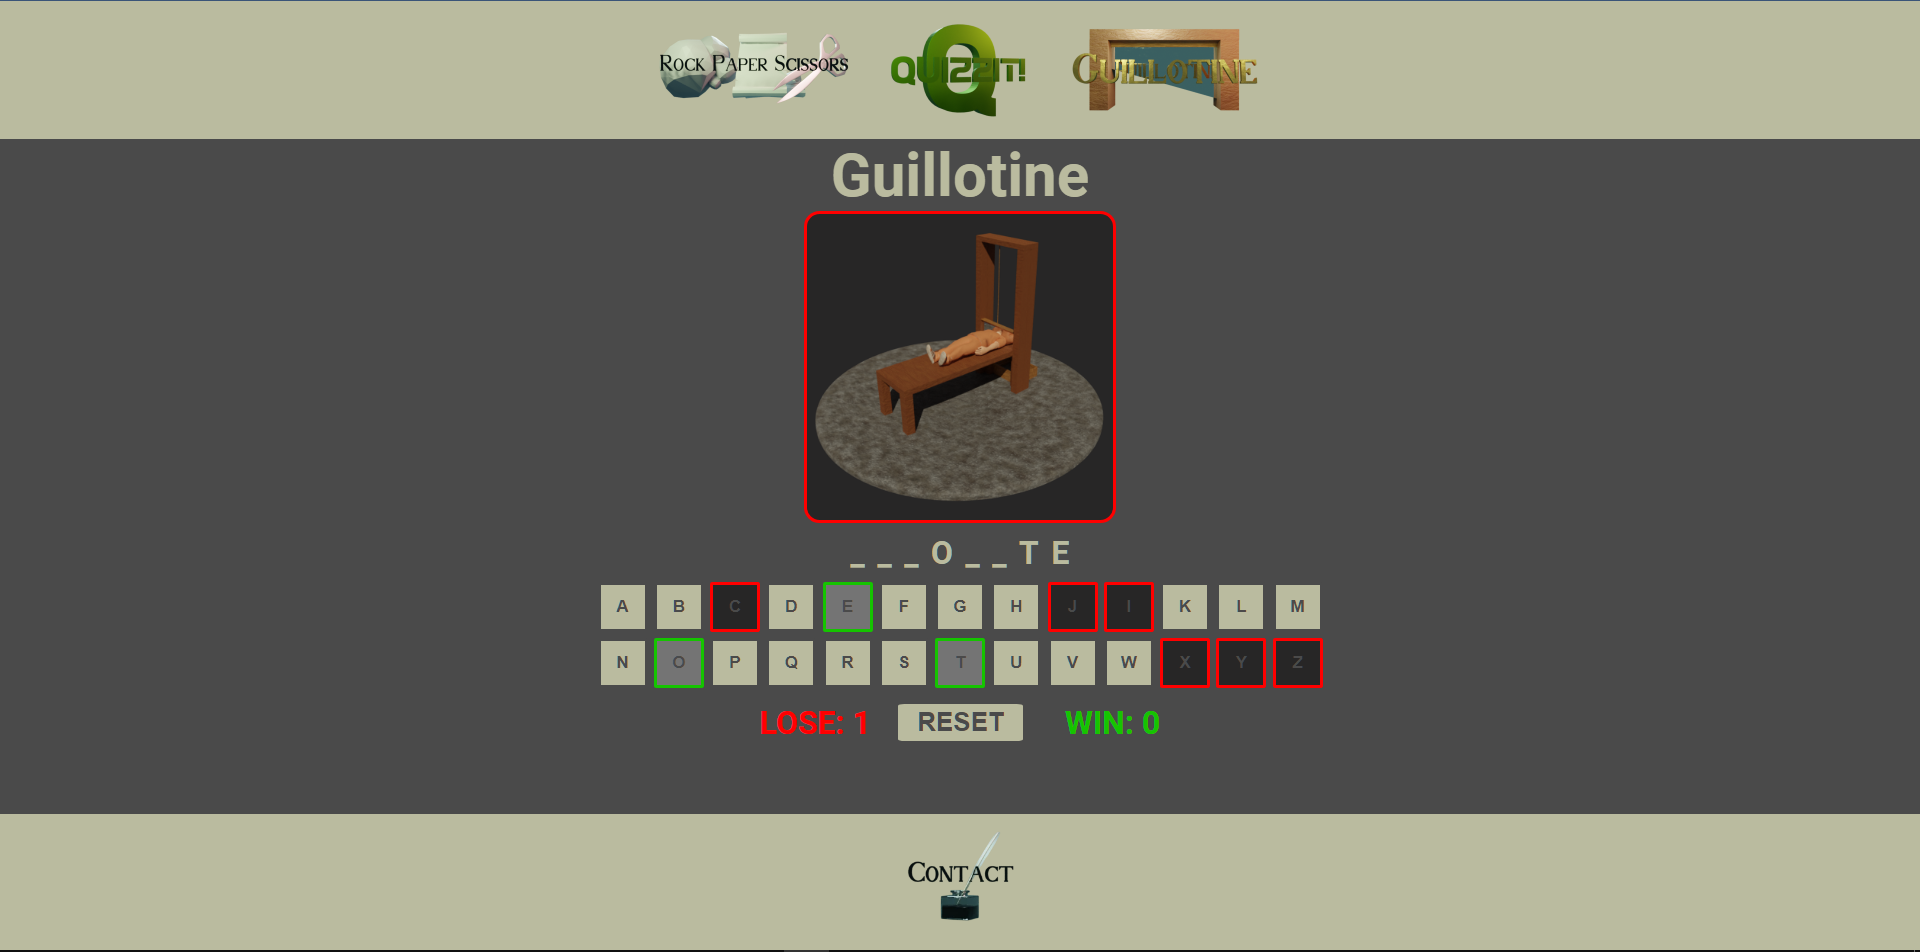 ROCK PAPER SCISSORS
QUIZZIT!
GUILLOTINE
Guillotine
_ _ _ O _ _ T E
A B C D E F G H J I K L M
N O P Q R S T U V W X Y Z
LOSE: 1 RESET WIN: 0
CONTACT